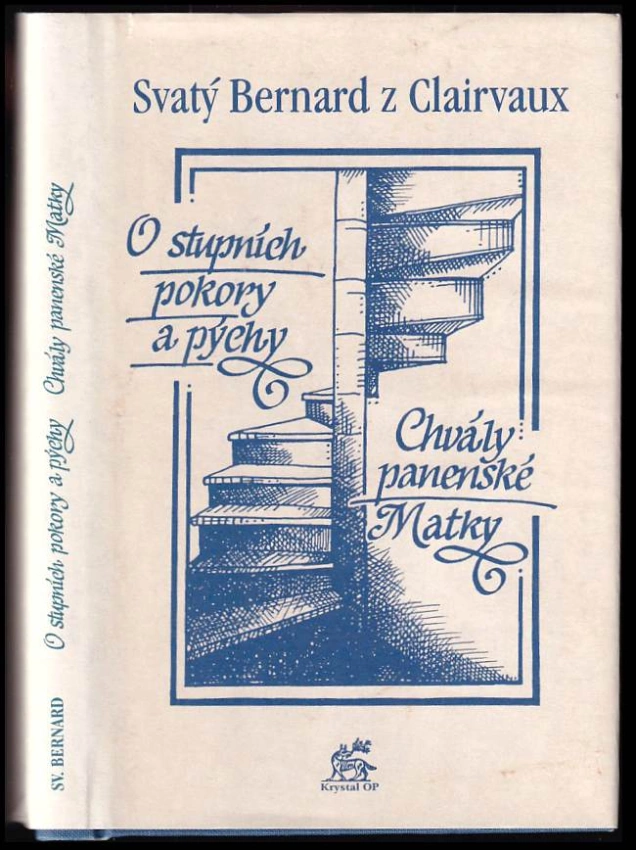 Svatý Bernard z Clairvaux
O stupních
pokory
a pýchy
Chvály
panenské
Matky
Krystal OP
SV. BERNARD O stupních pokory a pýchy Chvály panenské Matky